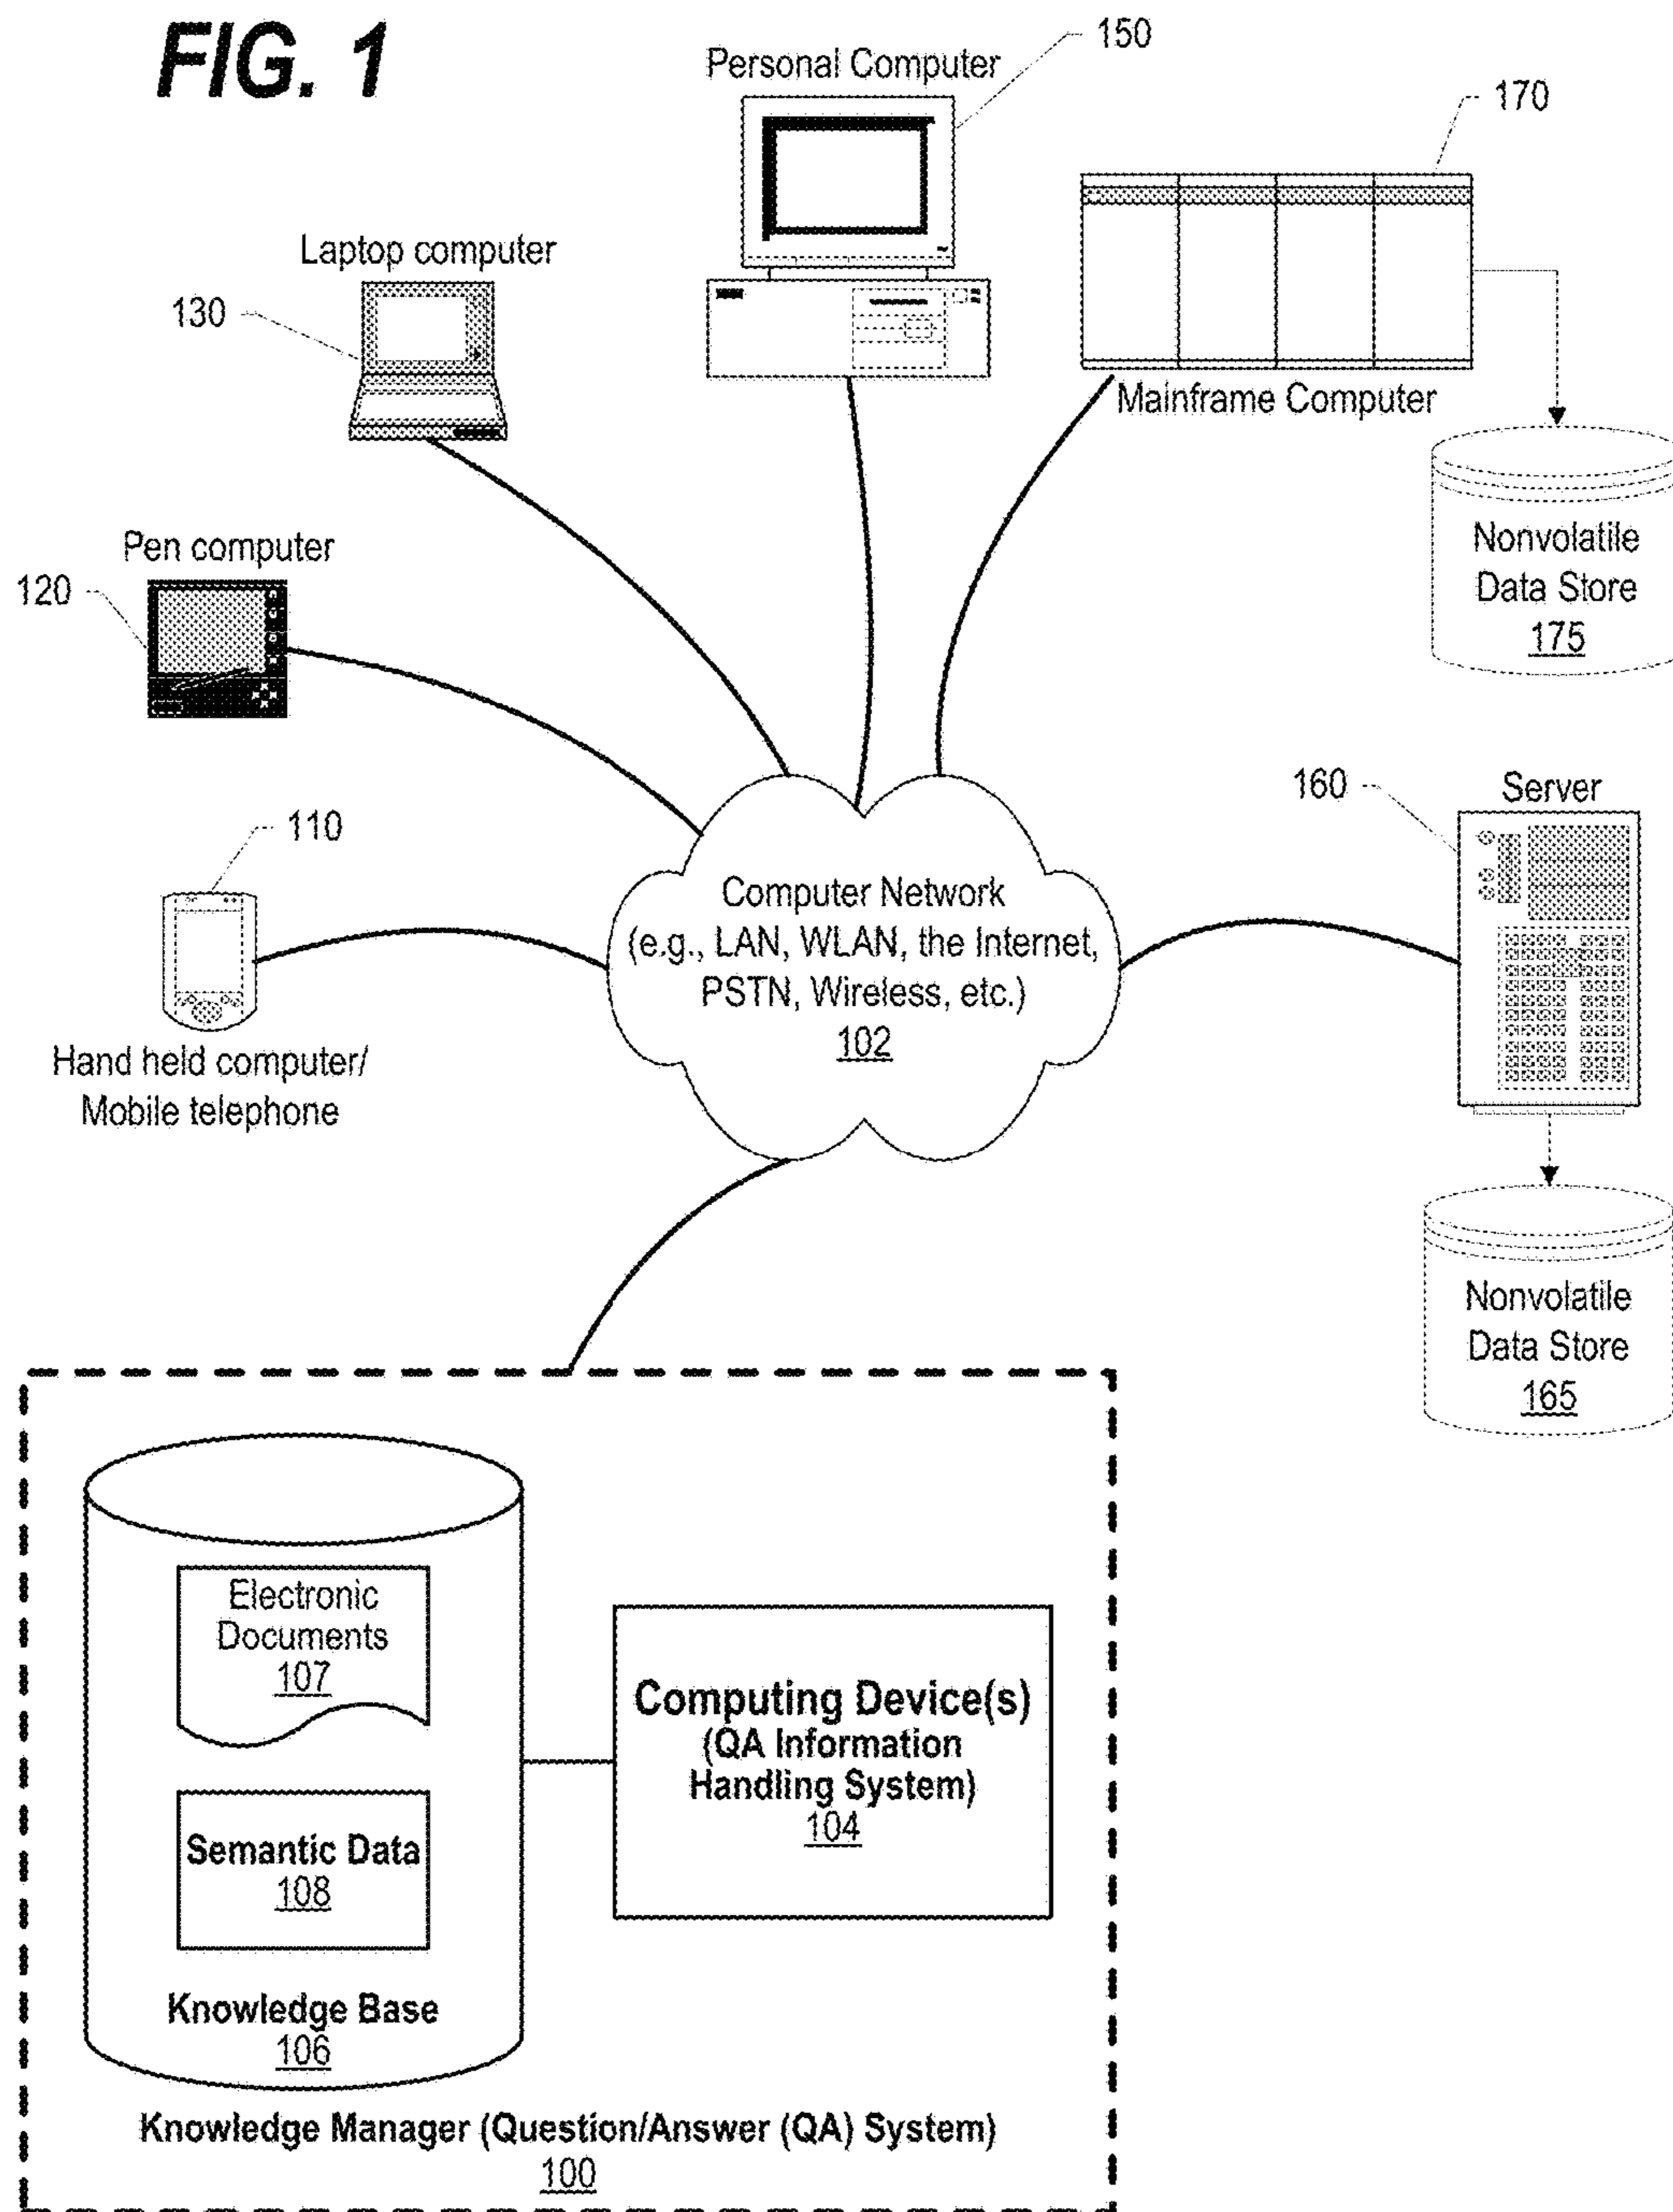 FIG. 1
Personal Computer
150
170
Laptop computer
130
Mainframe Computer
Nonvolatile
Data Store
175
Pen computer
120
160
Server
110
Computer Network
(e.g., LAN, WLAN, the Internet,
PSTN, Wireless, etc.)
102
Hand held computer/
Mobile telephone
Nonvolatile
Data Store
165
Electronic
Documents
107
Semantic Data
108
Knowledge Base
106
Computing Device(s)
(QA Information
Handling System)
104
Knowledge Manager (Question/Answer (QA) System)
100